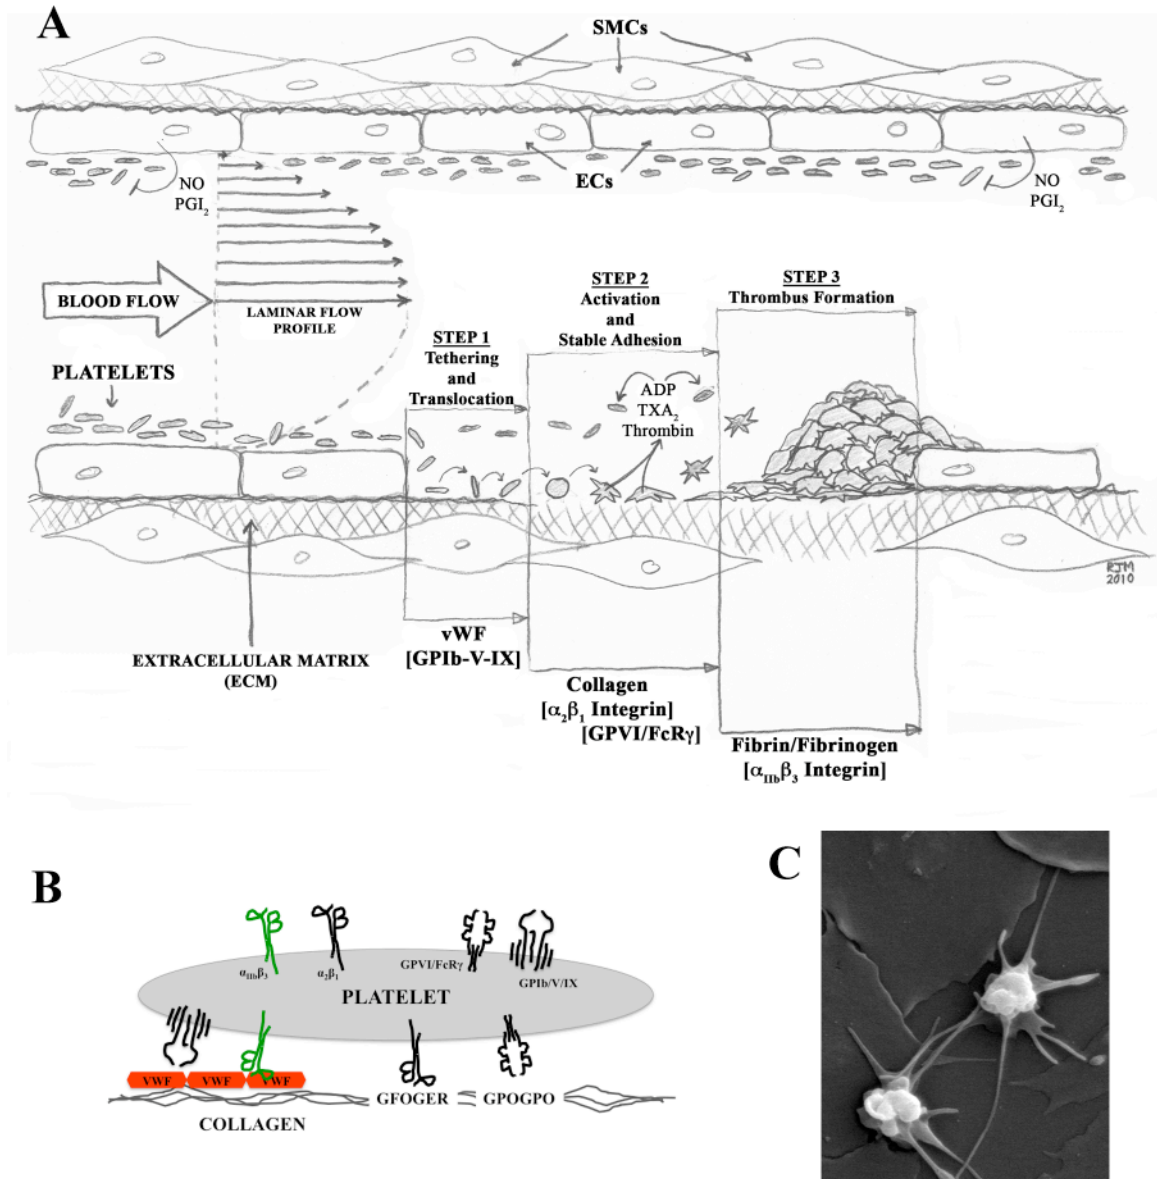 A
SMCs
ECs
NO
PGI₂
NO
PGI₂
BLOOD FLOW
LAMINAR FLOW
PROFILE
PLATELETS
STEP 1
Tethering
and
Translocation
STEP 2
Activation
and
Stable Adhesion
ADP
TXA₂
Thrombin
STEP 3
Thrombus Formation
RJM
2010
EXTRACELLULAR MATRIX
(ECM)
vWF
[GPIb-V-IX]
Collagen
[α₂β₁ Integrin]
[GPVI/FcRγ]
Fibrin/Fibrinogen
[α_IIbβ₃ Integrin]
B
α_IIbβ₃
α₂β₁
GPVI/FcRγ
GPIb/V/IX
PLATELET
VWF
VWF
VWF
GFOGER
GPOGPO
COLLAGEN
C